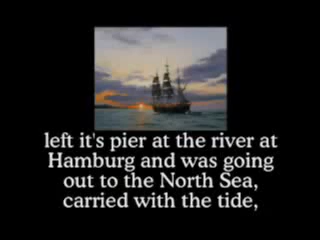 left it's pier at the river at
Hamburg and was going
out to the North Sea,
carried with the tide,